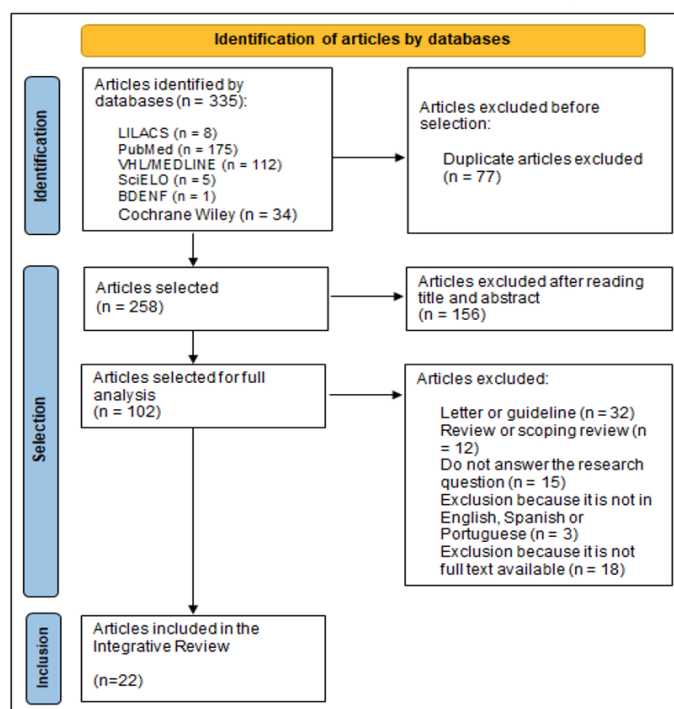 Identification of articles by databases
Identification
Articles identified by
databases (n = 335):
LILACS (n = 8)
PubMed (n = 175)
VHL/MEDLINE (n = 112)
SciELO (n = 5)
BDENF (n = 1)
Cochrane Wiley (n = 34)
Articles excluded before
selection:
Duplicate articles excluded
(n = 77)
Selection
Articles selected
(n = 258)
Articles excluded after reading
title and abstract
(n = 156)
Articles selected for full
analysis
(n = 102)
Articles excluded:
Letter or guideline (n = 32)
Review or scoping review (n
= 12)
Do not answer the research
question (n = 15)
Exclusion because it is not in
English, Spanish or
Portuguese (n = 3)
Exclusion because it is not
full text available (n = 18)
Inclusion
Articles included in the
Integrative Review
(n=22)